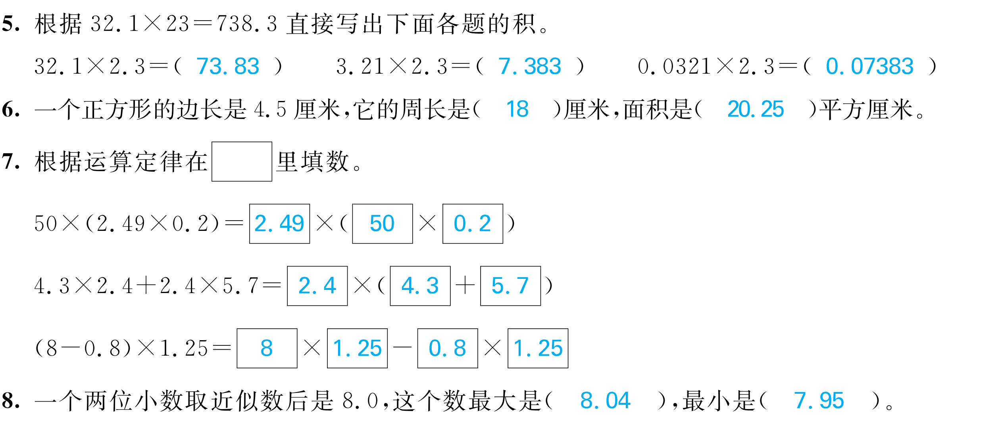 5. 根据 32.1×23=738.3 直接写出下面各题的积。
32.1×2.3=( 73.83 ) 3.21×2.3=( 7.383 ) 0.0321×2.3=( 0.07383 )
6. 一个正方形的边长是 4.5厘米,它的周长是( 18 )厘米,面积是( 20.25 )平方厘米。
7. 根据运算定律在□里填数。
50×(2.49×0.2)=2.49×(50×0.2)
4.3×2.4+2.4×5.7=2.4×(4.3+5.7)
(8-0.8)×1.25=8×1.25-0.8×1.25
8. 一个两位小数取近似数后是 8.0,这个数最大是( 8.04 ),最小是( 7.95 )。